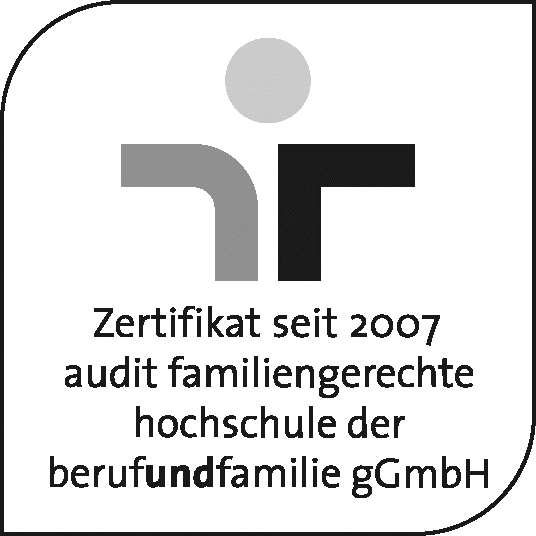 Zertifikat seit 2007
audit familiengerechte
hochschule der
berufundfamilie gGmbH